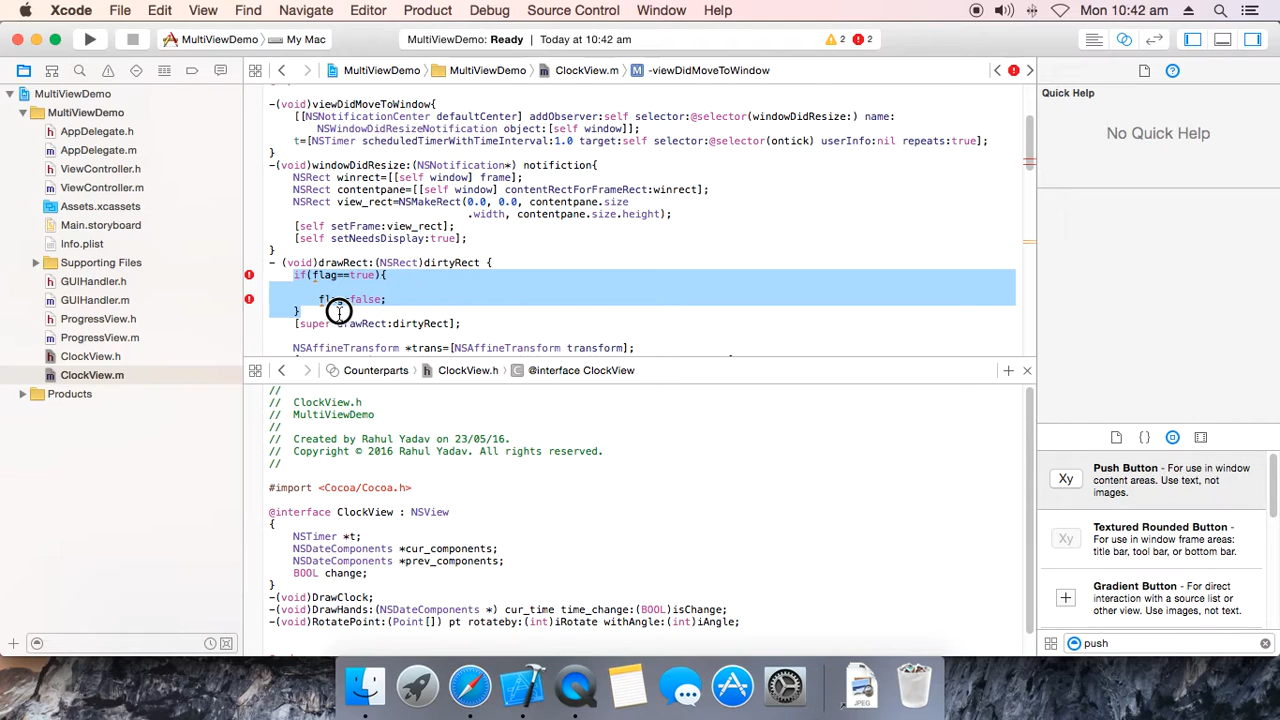 Xcode File Edit View Find Navigate Editor Product Debug Source Control Window Help Mon 10:42 am
MultiViewDemo My Mac MultiViewDemo: Ready Today at 10:42 am 2 2
MultiViewDemo MultiViewDemo ClockView.m M -viewDidMoveToWindow
MultiViewDemo
MultiViewDemo
AppDelegate.h
AppDelegate.m
ViewController.h
ViewController.m
Assets.xcassets
Main.storyboard
Info.plist
Supporting Files
GUIHandler.h
GUIHandler.m
ProgressView.h
ProgressView.m
ClockView.h
ClockView.m
Products
-(void)viewDidMoveToWindow{
[[NSNotificationCenter defaultCenter] addObserver:self selector:@selector(windowDidResize:) name:
NSWindowDidResizeNotification object:[self window]];
t=[NSTimer scheduledTimerWithTimeInterval:1.0 target:self selector:@selector(ontick) userInfo:nil repeats:true];
}
-(void)windowDidResize:(NSNotification*) notifiction{
NSRect winrect=[[self window] frame];
NSRect contentpane=[[self window] contentRectForFrameRect:winrect];
NSRect view_rect=NSMakeRect(0.0, 0.0, contentpane.size
.width, contentpane.size.height);
[self setFrame:view_rect];
[self setNeedsDisplay:true];
}
- (void)drawRect:(NSRect)dirtyRect {
if(flag==true){
flag=false;
}
[super drawRect:dirtyRect];
NSAffineTransform *trans=[NSAffineTransform transform];
Counterparts ClockView.h C @interface ClockView
//
// ClockView.h
// MultiViewDemo
//
// Created by Rahul Yadav on 23/05/16.
// Copyright © 2016 Rahul Yadav. All rights reserved.
//
#import <Cocoa/Cocoa.h>
@interface ClockView : NSView
{
NSTimer *t;
NSDateComponents *cur_components;
NSDateComponents *prev_components;
BOOL change;
}
-(void)DrawClock;
-(void)DrawHands:(NSDateComponents *) cur_time time_change:(BOOL)isChange;
-(void)RotatePoint:(Point[]) pt rotateby:(int)iRotate withAngle:(int)iAngle;
Quick Help
No Quick Help
Xy
Push Button - For use in window
content areas. Use text, not
images.
Xy
Textured Rounded Button -
For use in window frame areas:
title bar, tool bar, or bottom bar.
Gradient Button - For direct
interaction with a source list or
other view. Use images, not text.
push
JPEG